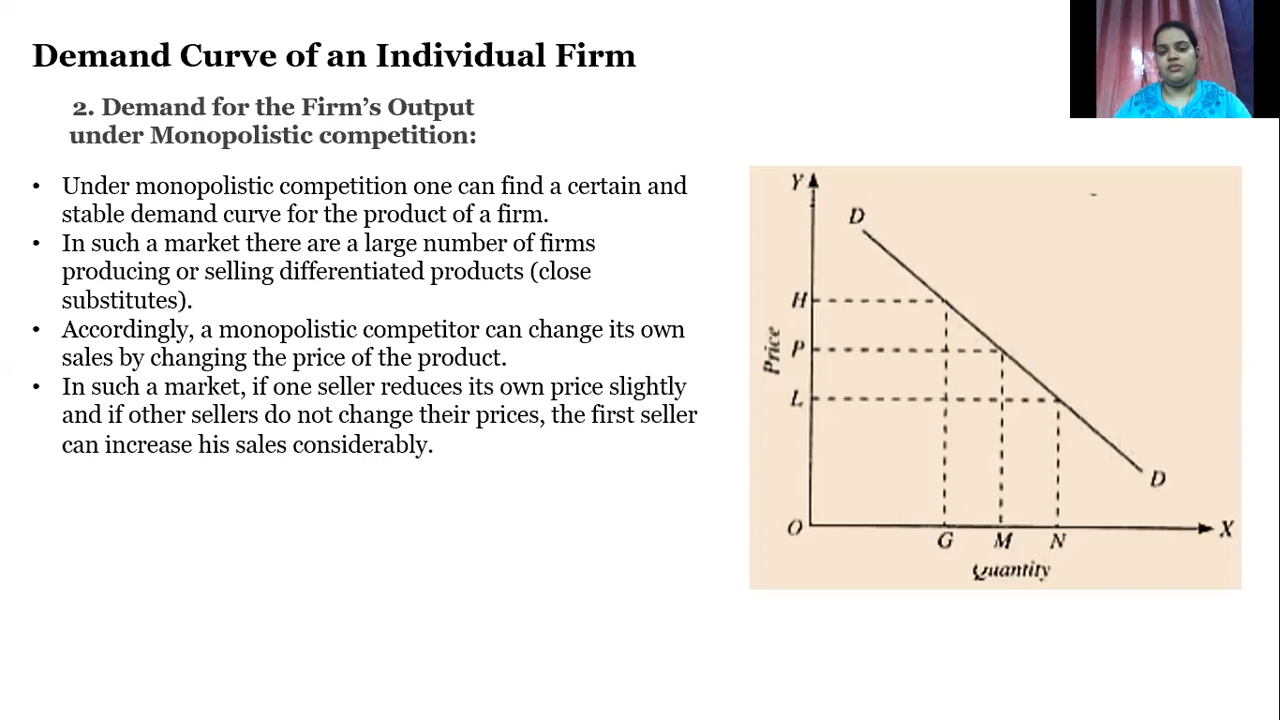 Demand Curve of an Individual Firm
2. Demand for the Firm’s Output
under Monopolistic competition:
• Under monopolistic competition one can find a certain and
stable demand curve for the product of a firm.
• In such a market there are a large number of firms
producing or selling differentiated products (close
substitutes).
• Accordingly, a monopolistic competitor can change its own
sales by changing the price of the product.
• In such a market, if one seller reduces its own price slightly
and if other sellers do not change their prices, the first seller
can increase his sales considerably.
Y
D
H
Price
P
L
D
O
X
G M N
Quantity